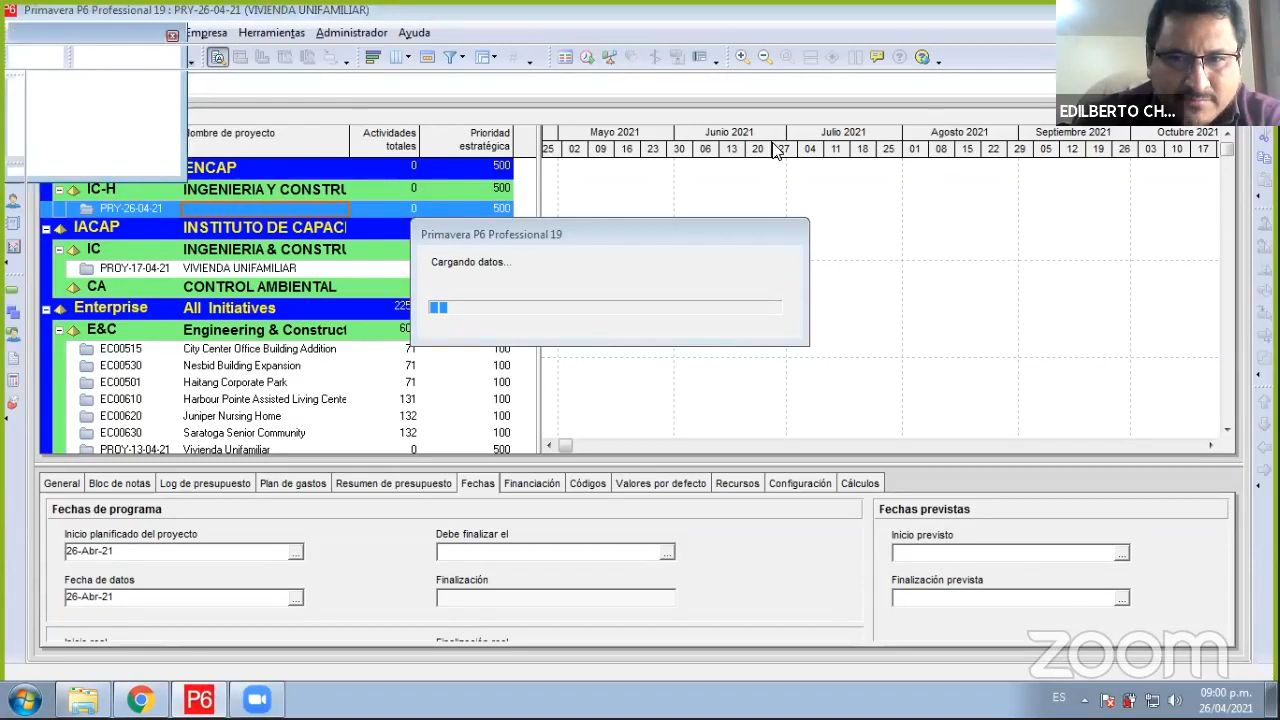 Primavera P6 Professional 19 : PRY-26-04-21 (VIVIENDA UNIFAMILIAR)
Empresa Herramientas Administrador Ayuda
EDILBERTO CH...
Nombre de proyecto Actividades totales Prioridad estratégica
Mayo 2021 Junio 2021 Julio 2021 Agosto 2021 Septiembre 2021 Octubre 2021
25 02 09 16 23 30 06 13 20 27 04 11 18 25 01 08 15 22 29 05 12 19 26 03 10 17
ENCAP 0 500
IC-H INGENIERIA Y CONSTRU 0 500
PRY-26-04-21 0 500
IACAP INSTITUTO DE CAPACI
IC INGENIERIA & CONSTRU
PROY-17-04-21 VIVIENDA UNIFAMILIAR
CA CONTROL AMBIENTAL
Enterprise All Initiatives 225
E&C Engineering & Construct 60
EC00515 City Center Office Building Addition 71 100
EC00530 Nesbid Building Expansion 71 100
EC00501 Haitang Corporate Park 71 100
EC00610 Harbour Pointe Assisted Living Cente 131 100
EC00620 Juniper Nursing Home 132 100
EC00630 Saratoga Senior Community 132 100
PROY-13-04-21 Vivienda Unifamiliar 0 500
Primavera P6 Professional 19
Cargando datos...
General Bloc de notas Log de presupuesto Plan de gastos Resumen de presupuesto Fechas Financiación Códigos Valores por defecto Recursos Configuración Cálculos
Fechas de programa Fechas previstas
Inicio planificado del proyecto Debe finalizar el Inicio previsto
26-Abr-21
Fecha de datos Finalización Finalización prevista
26-Abr-21
Inicio real Finalización real
zoom
P6
ES 09:00 p.m.
26/04/2021